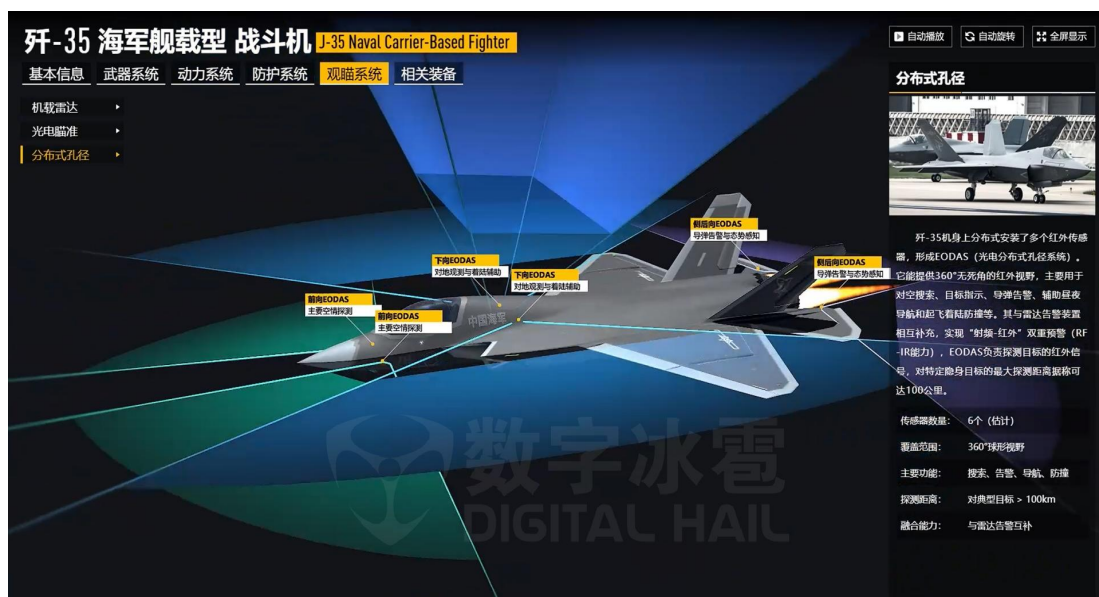 歼-35 海军舰载型 战斗机 J-35 Naval Carrier-Based Fighter
自动播放 自动旋转 全屏显示
基本信息 武器系统 动力系统 防护系统 观瞄系统 相关装备
机载雷达
光电瞄准
分布式孔径
侧后向EODAS
导弹告警与态势感知
侧后向EODAS
导弹告警与态势感知
下向EODAS
对地观测与着陆辅助
下向EODAS
对地观测与着陆辅助
前向EODAS
主要空情探测
前向EODAS
主要空情探测
中国海军
数字冰雹
DIGITAL HAIL
分布式孔径
歼-35机身上分布式安装了多个红外传感
器，形成EODAS（光电分布式孔径系统）。
它能提供360°无死角的红外视野，主要用于
对空搜索、目标指示、导弹告警、辅助昼夜
导航和起飞着陆防撞等。其与雷达告警装置
相互补充，实现“射频-红外”双重预警（RF
-IR能力），EODAS负责探测目标的红外信
号，对特定隐身目标的最大探测距离据称可
达100公里。
传感器数量： 6个（估计）
覆盖范围： 360°球形视野
主要功能： 搜索、告警、导航、防撞
探测距离： 对典型目标 > 100km
融合能力： 与雷达告警互补